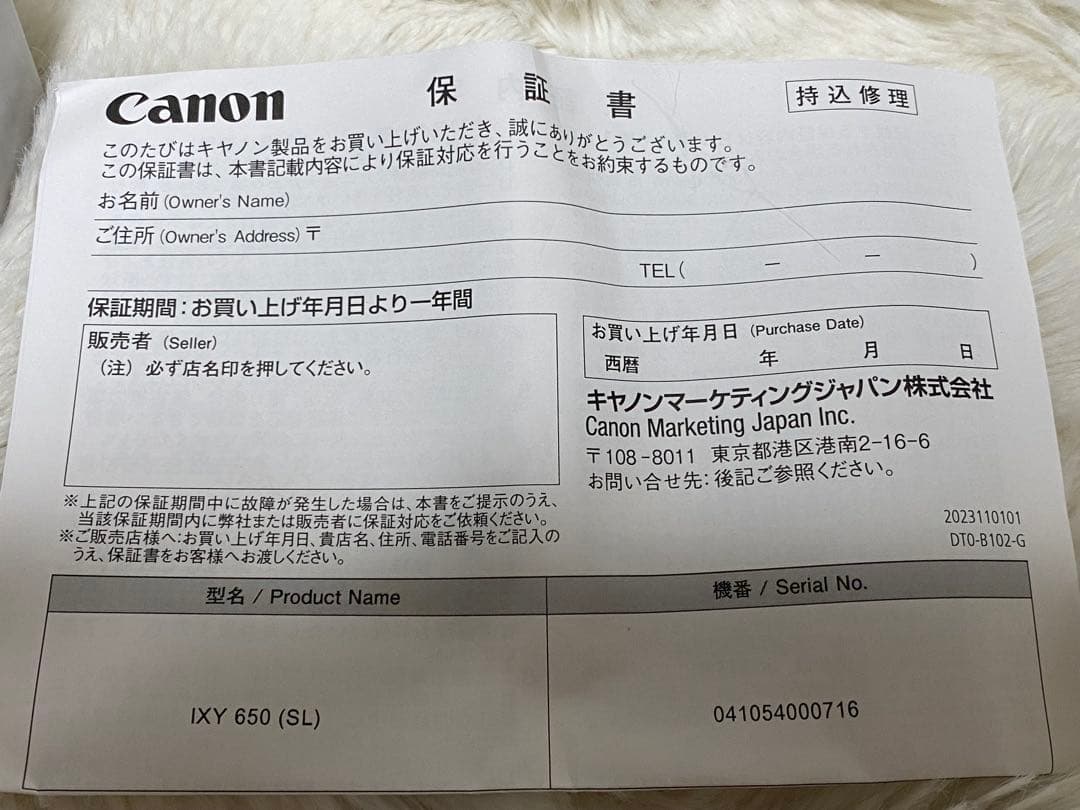 Canon 保証書 持込修理
このたびはキヤノン製品をお買い上げいただき、誠にありがとうございます。
この保証書は、本書記載内容により保証対応を行うことをお約束するものです。
お名前 (Owner's Name)
ご住所 (Owner's Address) 〒
TEL ( － － )
保証期間:お買い上げ年月日より一年間
販売者 (Seller)
（注）必ず店名印を押してください。
お買い上げ年月日 (Purchase Date)
西暦 年 月 日
キヤノンマーケティングジャパン株式会社
Canon Marketing Japan Inc.
〒108-8011 東京都港区港南2-16-6
お問い合せ先:後記ご参照ください。
※上記の保証期間中に故障が発生した場合は、本書をご提示のうえ、
当該保証期間内に弊社または販売者に保証対応をご依頼ください。
※ご販売店様へ:お買い上げ年月日、貴店名、住所、電話番号をご記入の
うえ、保証書をお客様へお渡しください。
2023110101
DT0-B102-G
型名 / Product Name 機番 / Serial No.
IXY 650 (SL) 041054000716